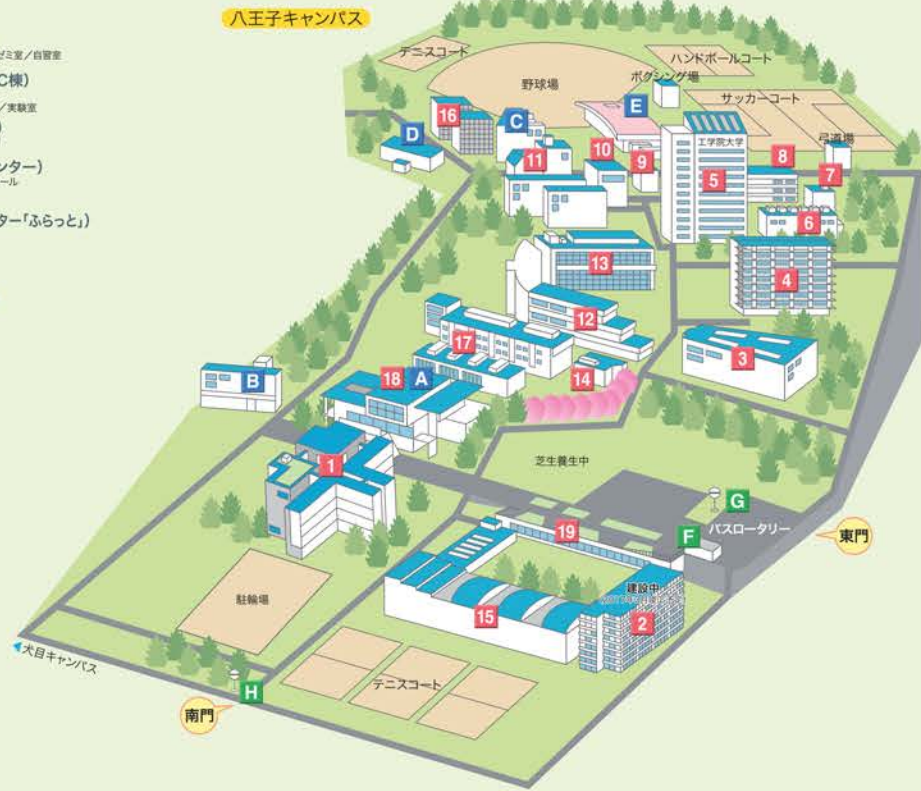 八王子キャンパス
ゼミ室／自習室
C棟）
／実験室
）
ンター）
ール
ター「ふらっと」）
テニスコート
野球場
ハンドボールコート
ボクシング場
サッカーコート
弓道場
工学院大学
16
C
E
D
11
10
9
5
8
7
6
13
4
12
17
3
14
18
A
B
1
芝生養生中
G
バスロータリー
F
東門
19
建設中
15
2
駐輪場
犬目キャンパス
テニスコート
H
南門